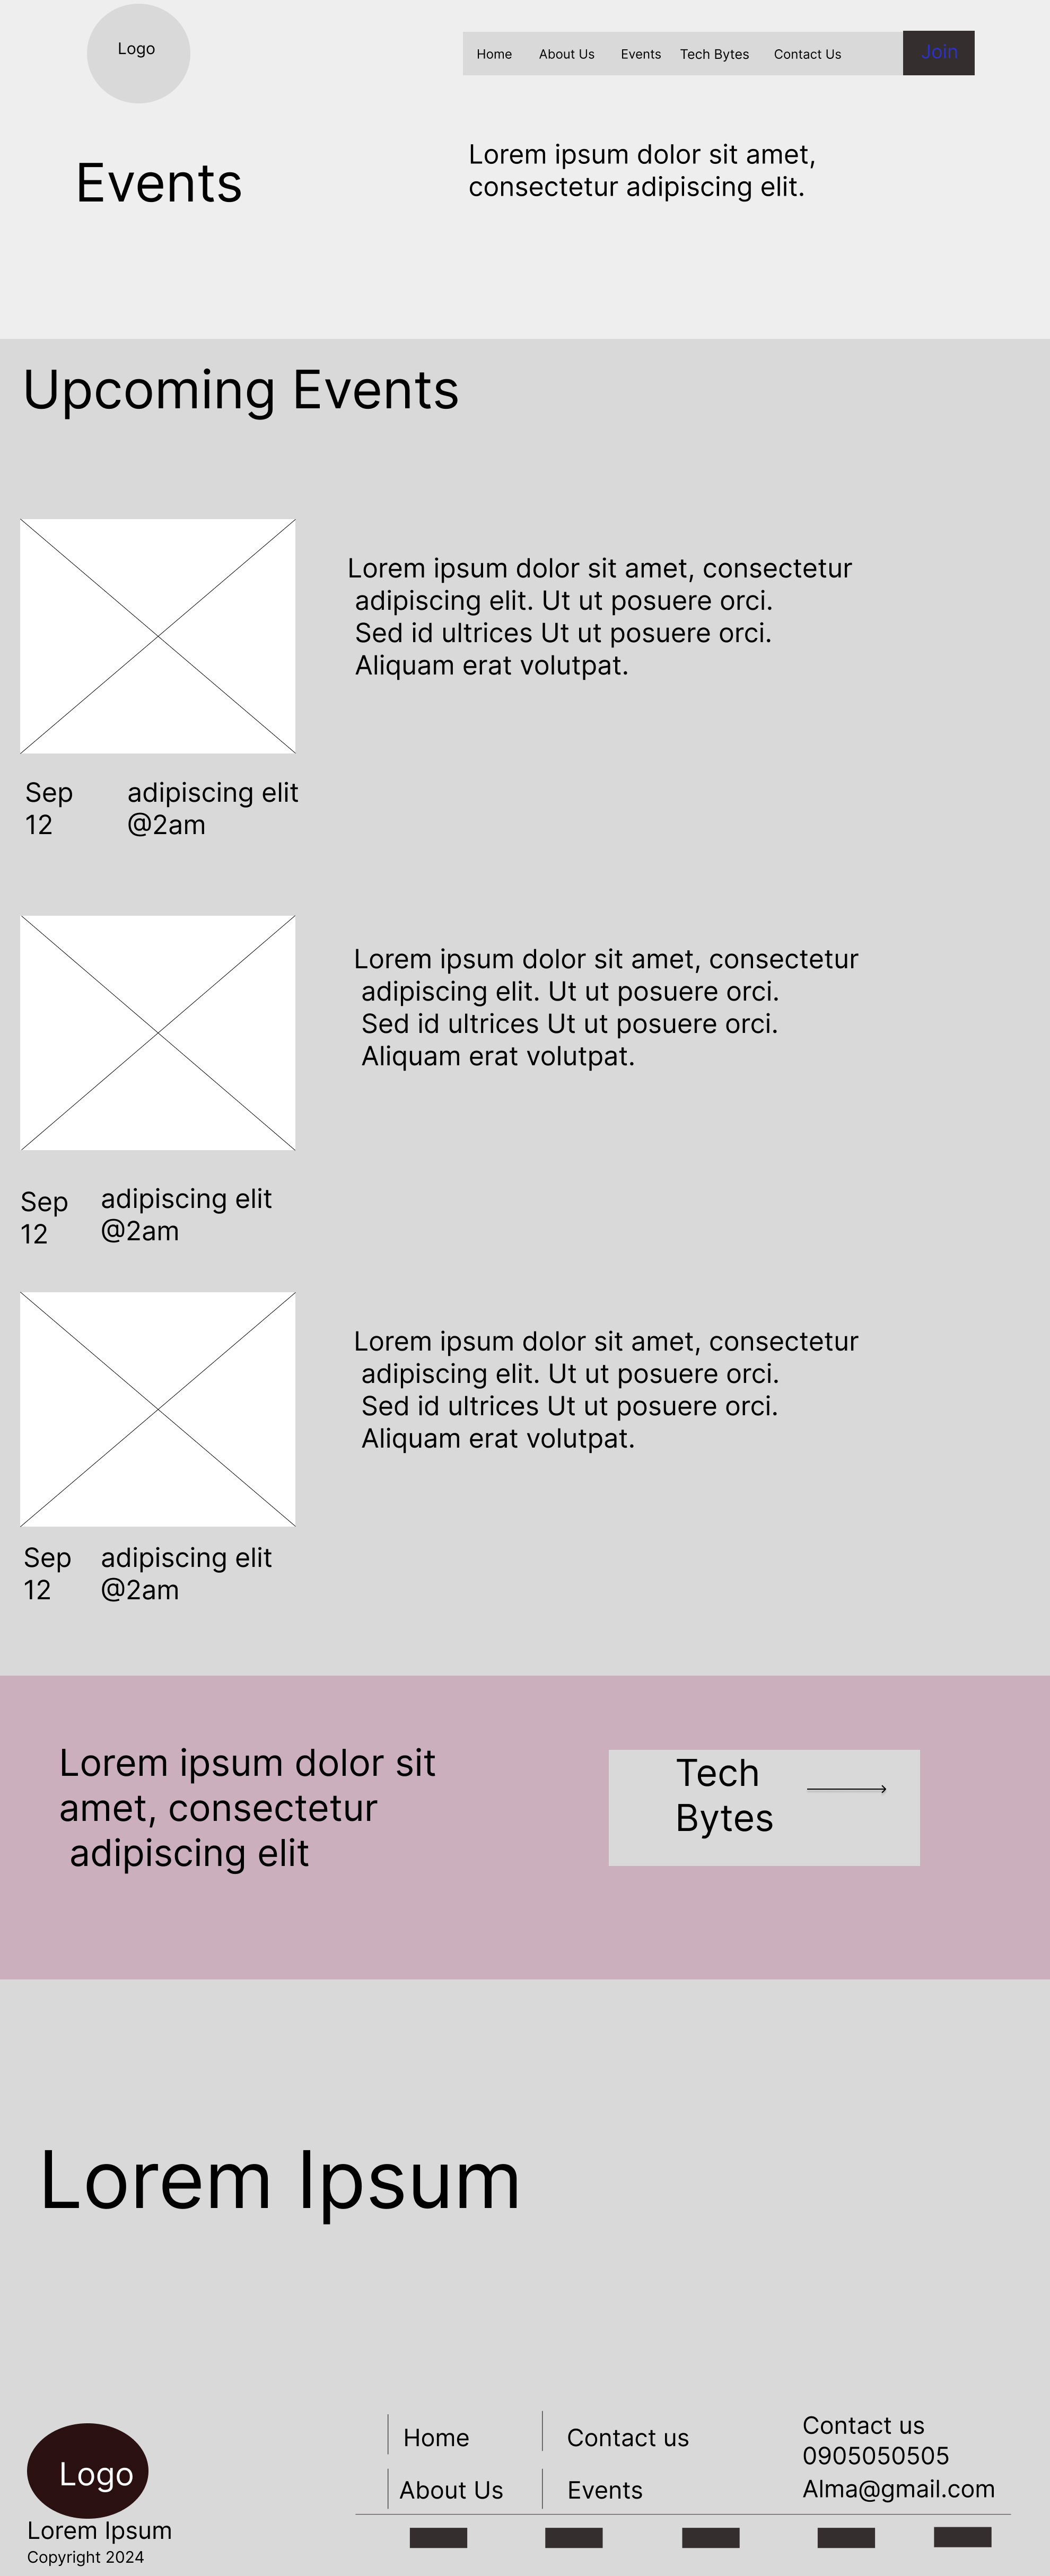 Logo
Home About Us Events Tech Bytes Contact Us Join
Events
Lorem ipsum dolor sit amet,
consectetur adipiscing elit.
Upcoming Events
Lorem ipsum dolor sit amet, consectetur
adipiscing elit. Ut ut posuere orci.
Sed id ultrices Ut ut posuere orci.
Aliquam erat volutpat.
Sep
12
adipiscing elit
@2am
Lorem ipsum dolor sit amet, consectetur
adipiscing elit. Ut ut posuere orci.
Sed id ultrices Ut ut posuere orci.
Aliquam erat volutpat.
Sep
12
adipiscing elit
@2am
Lorem ipsum dolor sit amet, consectetur
adipiscing elit. Ut ut posuere orci.
Sed id ultrices Ut ut posuere orci.
Aliquam erat volutpat.
Sep
12
adipiscing elit
@2am
Lorem ipsum dolor sit
amet, consectetur
adipiscing elit
Tech
Bytes
Lorem Ipsum
Logo
Lorem Ipsum
Copyright 2024
Home
About Us
Contact us
Events
Contact us
0905050505
Alma@gmail.com